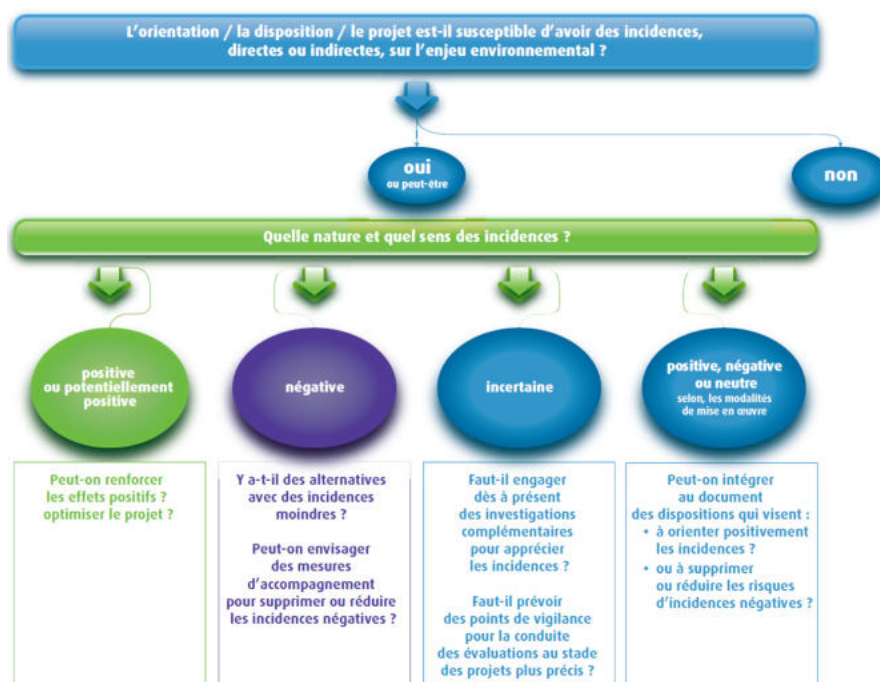 L'orientation / la disposition / le projet est-il susceptible d'avoir des incidences,
directes ou indirectes, sur l'enjeu environnemental ?
oui
ou peut-être
non
Quelle nature et quel sens des incidences ?
positive
ou potentiellement
positive
négative
incertaine
positive, négative
ou neutre
selon, les modalités
de mise en œuvre
Peut-on renforcer
les effets positifs ?
optimiser le projet ?
Y a-t-il des alternatives
avec des incidences
moindres ?
Peut-on envisager
des mesures
d'accompagnement
pour supprimer ou réduire
les incidences négatives ?
Faut-il engager
dès à présent
des investigations
complémentaires
pour apprécier
les incidences ?
Faut-il prévoir
des points de vigilance
pour la conduite
des évaluations au stade
des projets plus précis ?
Peut-on intégrer
au document
des dispositions qui visent :
• à orienter positivement
les incidences ?
• ou à supprimer
ou réduire les risques
d'incidences négatives ?